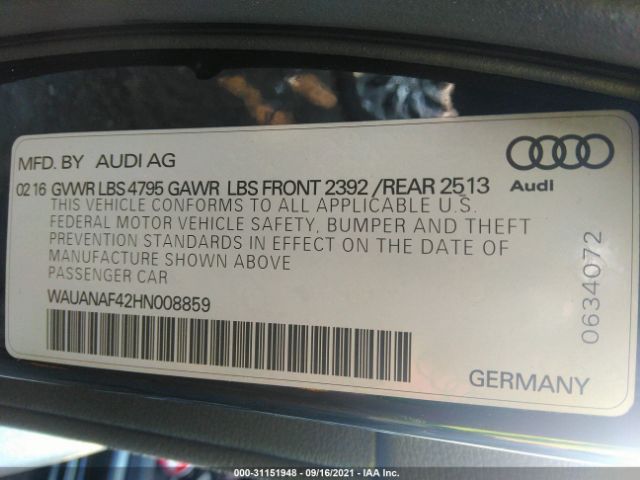 MFD. BY AUDI AG
02 16 GVWR LBS 4795 GAWR LBS FRONT 2392 /REAR 2513
Audi
THIS VEHICLE CONFORMS TO ALL APPLICABLE U.S.
FEDERAL MOTOR VEHICLE SAFETY, BUMPER AND THEFT
PREVENTION STANDARDS IN EFFECT ON THE DATE OF
MANUFACTURE SHOWN ABOVE
PASSENGER CAR
WAUANAF42HN008859
0634072
GERMANY
000-31151948 - 09/16/2021 - IAA Inc.